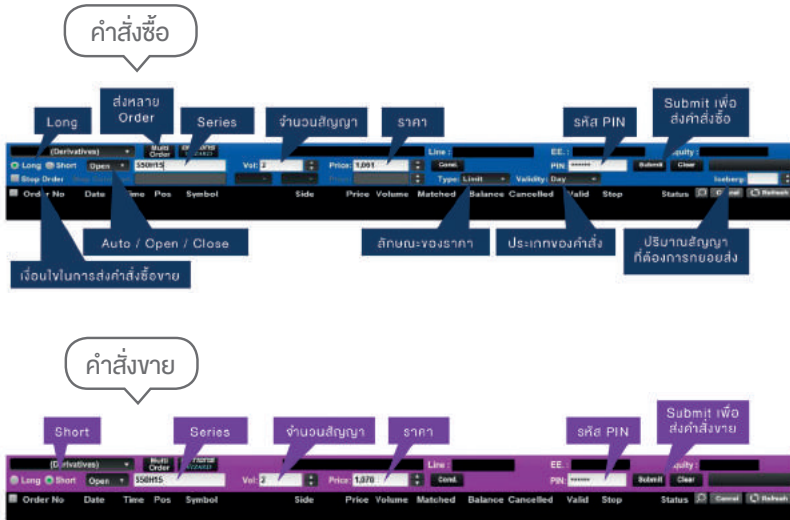 คำสั่งซื้อ
Long
ส่งหลาย
Order
Series
จำนวนสัญญา
ราคา
รหัส PIN
Submit เพื่อ
ส่งคำสั่งซื้อ
(Derivatives) Multi Order Line : EE. : Equity :
Long Short Open S50H15 Vol: 2 Price: 1,091 Cond. PIN: ****** Submit Clear
Stop Order Type: Limit Validity: Day Iceberg:
Order No Date Time Pos Symbol Side Price Volume Matched Balance Cancelled Valid Stop Status Cancel Refresh
Auto / Open / Close
ลักษณะของราคา
ประเภทของคำสั่ง
ปริมาณสัญญา
ที่ต้องการทยอยส่ง
เงื่อนไขในการส่งคำสั่งซื้อขาย
คำสั่งขาย
Short
Series
จำนวนสัญญา
ราคา
รหัส PIN
Submit เพื่อ
ส่งคำสั่งขาย
(Derivatives) Multi Order WIZARD Line : EE. :
Long Short Open S50H15 Vol: 2 Price: 1,070 Cond. PIN: ****** Submit Clear
Order No Date Time Pos Symbol Side Price Volume Matched Balance Cancelled Valid Stop Status Cancel Refresh